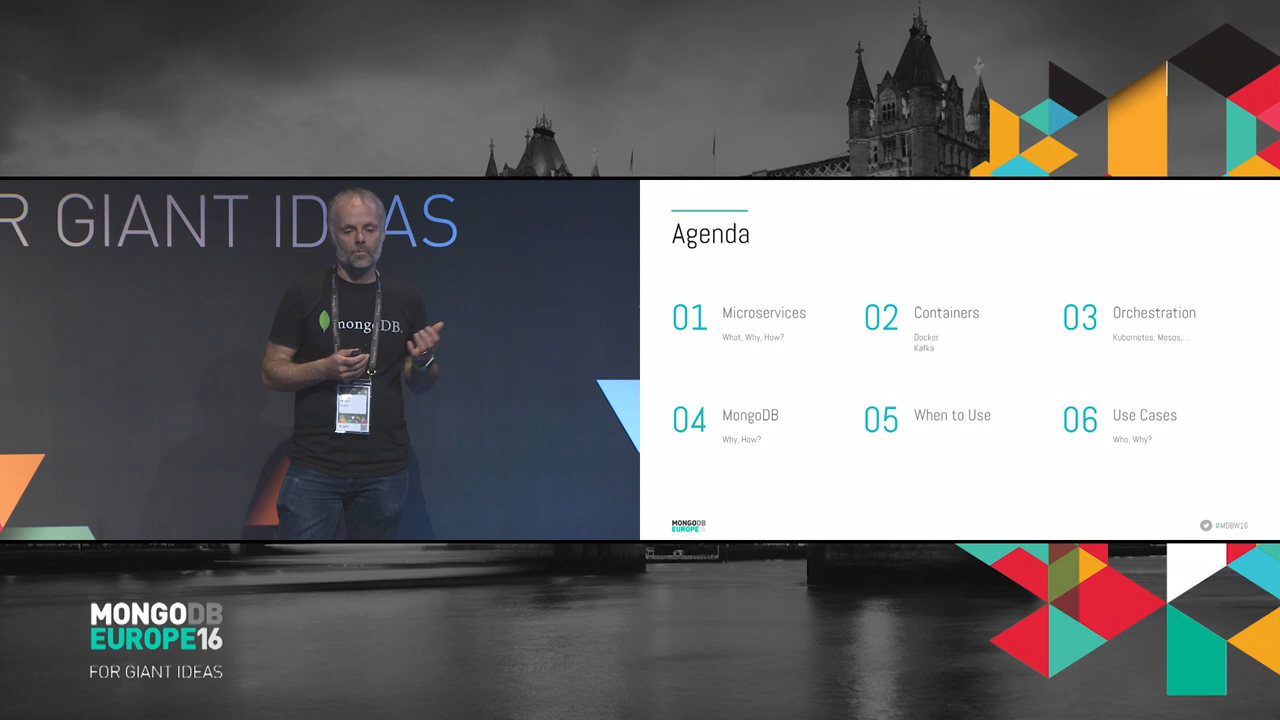 R GIANT IDEAS
mongoDB.
Agenda
01 Microservices
What, Why, How?
02 Containers
Docker
Kafka
03 Orchestration
Kubernetes, Mesos,...
04 MongoDB
Why, How?
05 When to Use
06 Use Cases
Who, Why?
MONGODB
EUROPE16
#MDBW16
MONGODB
EUROPE16
FOR GIANT IDEAS